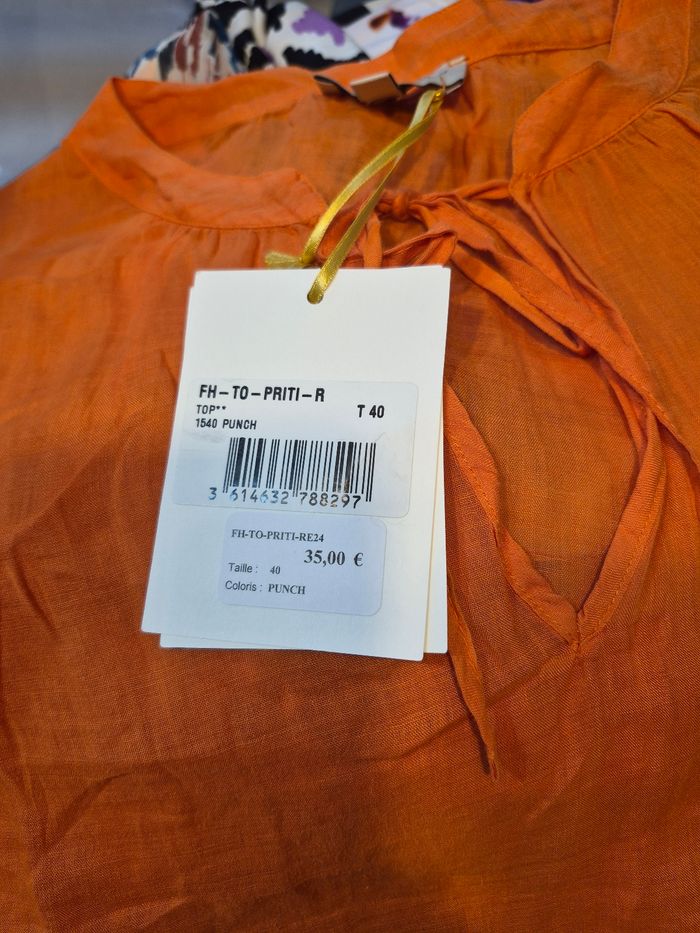 FH-TO-PRITI-R
TOP** T 40
1540 PUNCH
3 614632 788297
FH-TO-PRITI-RE24
35,00 €
Taille : 40
Coloris : PUNCH